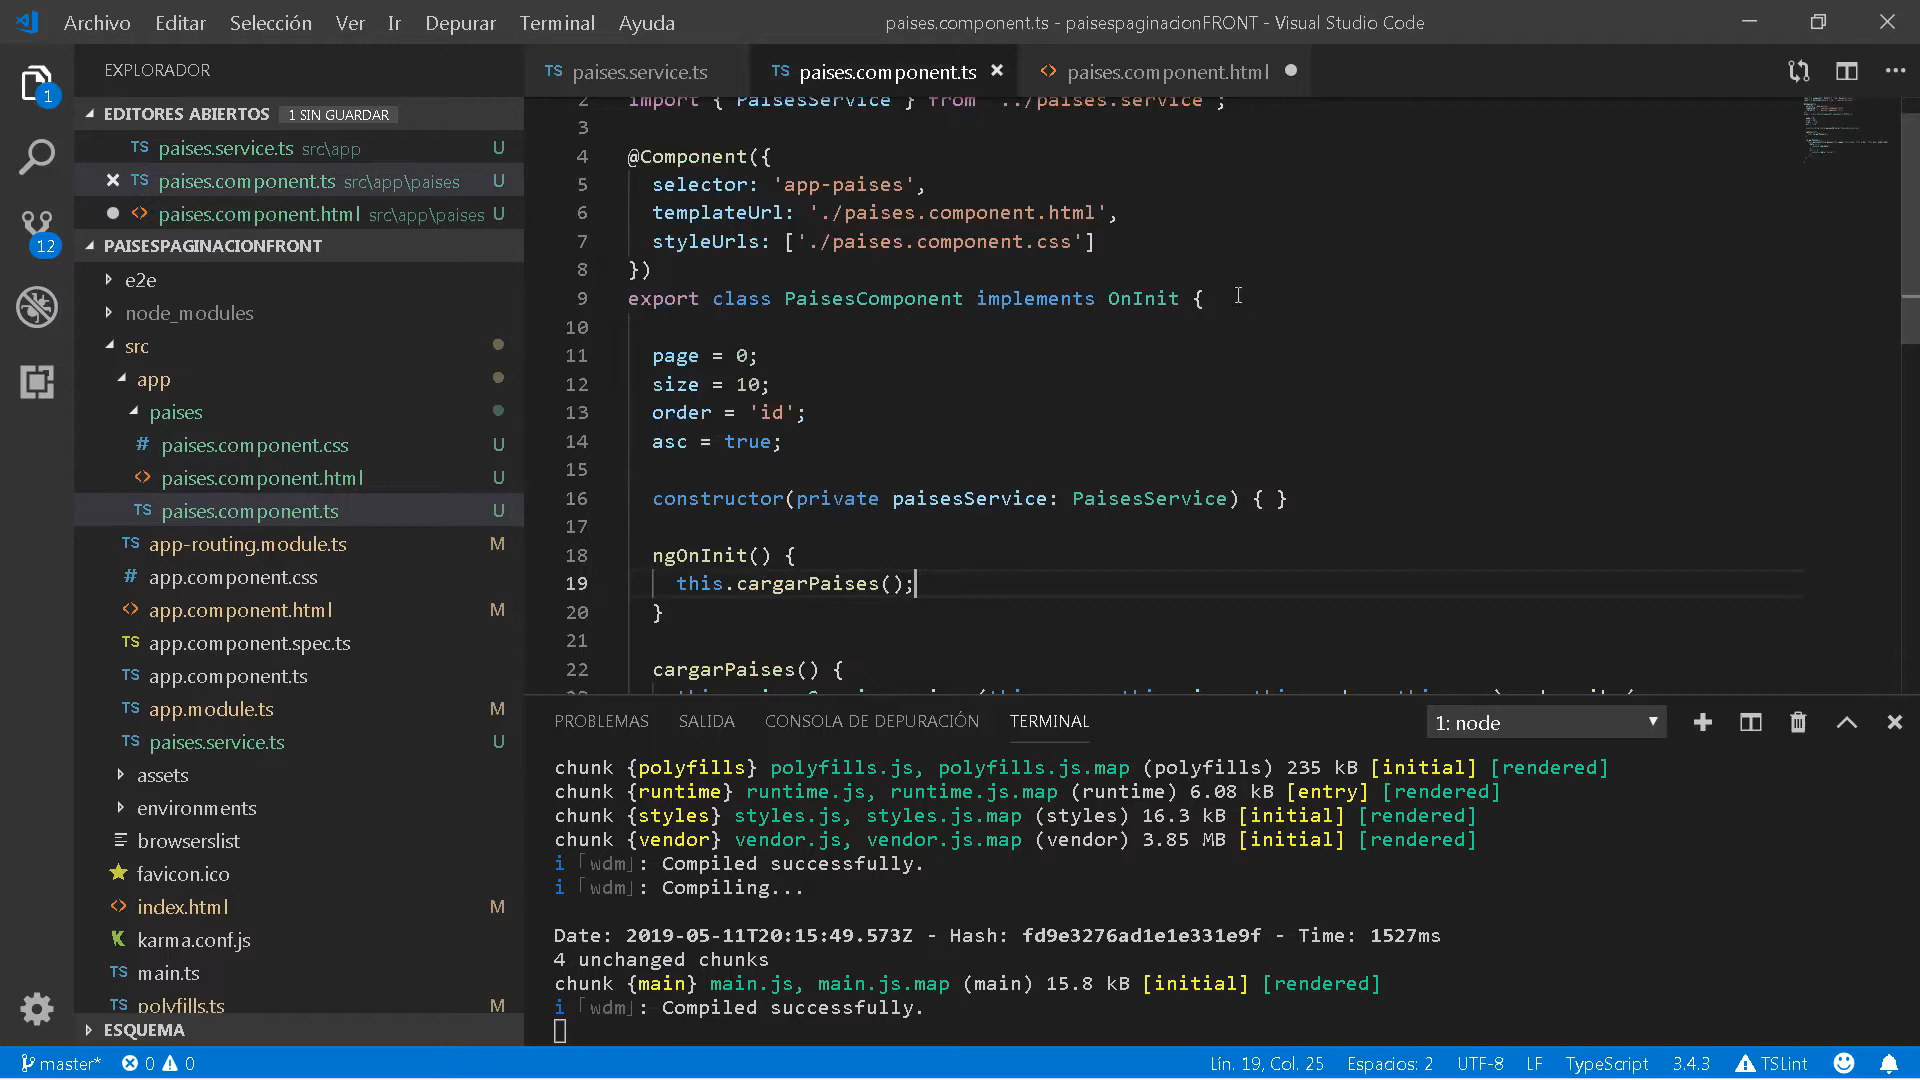 Archivo Editar Selección Ver Ir Depurar Terminal Ayuda
paises.component.ts - paisespaginacionFRONT - Visual Studio Code
EXPLORADOR
EDITORES ABIERTOS 1 SIN GUARDAR
TS paises.service.ts src\app U
TS paises.component.ts src\app\paises U
<> paises.component.html src\app\paises U
PAISESPAGINACIONFRONT
e2e
node_modules
src
app
paises
# paises.component.css U
<> paises.component.html U
TS paises.component.ts U
TS app-routing.module.ts M
# app.component.css
<> app.component.html M
TS app.component.spec.ts
TS app.component.ts
TS app.module.ts M
TS paises.service.ts U
assets
environments
browserslist
favicon.ico
<> index.html M
karma.conf.js
TS main.ts
TS polyfills.ts M
ESQUEMA
1
12
TS paises.service.ts
TS paises.component.ts
<> paises.component.html
2 import { PaisesService } from '../paises.service';
3
4 @Component({
5 selector: 'app-paises',
6 templateUrl: './paises.component.html',
7 styleUrls: ['./paises.component.css']
8 })
9 export class PaisesComponent implements OnInit {
10
11 page = 0;
12 size = 10;
13 order = 'id';
14 asc = true;
15
16 constructor(private paisesService: PaisesService) { }
17
18 ngOnInit() {
19 this.cargarPaises();
20 }
21
22 cargarPaises() {
PROBLEMAS SALIDA CONSOLA DE DEPURACIÓN TERMINAL 1: node
chunk {polyfills} polyfills.js, polyfills.js.map (polyfills) 235 kB [initial] [rendered]
chunk {runtime} runtime.js, runtime.js.map (runtime) 6.08 kB [entry] [rendered]
chunk {styles} styles.js, styles.js.map (styles) 16.3 kB [initial] [rendered]
chunk {vendor} vendor.js, vendor.js.map (vendor) 3.85 MB [initial] [rendered]
i ｢wdm｣: Compiled successfully.
i ｢wdm｣: Compiling...
Date: 2019-05-11T20:15:49.573Z - Hash: fd9e3276ad1e1e331e9f - Time: 1527ms
4 unchanged chunks
chunk {main} main.js, main.js.map (main) 15.8 kB [initial] [rendered]
i ｢wdm｣: Compiled successfully.
master* 0 0 Lín. 19, Col. 25 Espacios: 2 UTF-8 LF TypeScript 3.4.3 TSLint